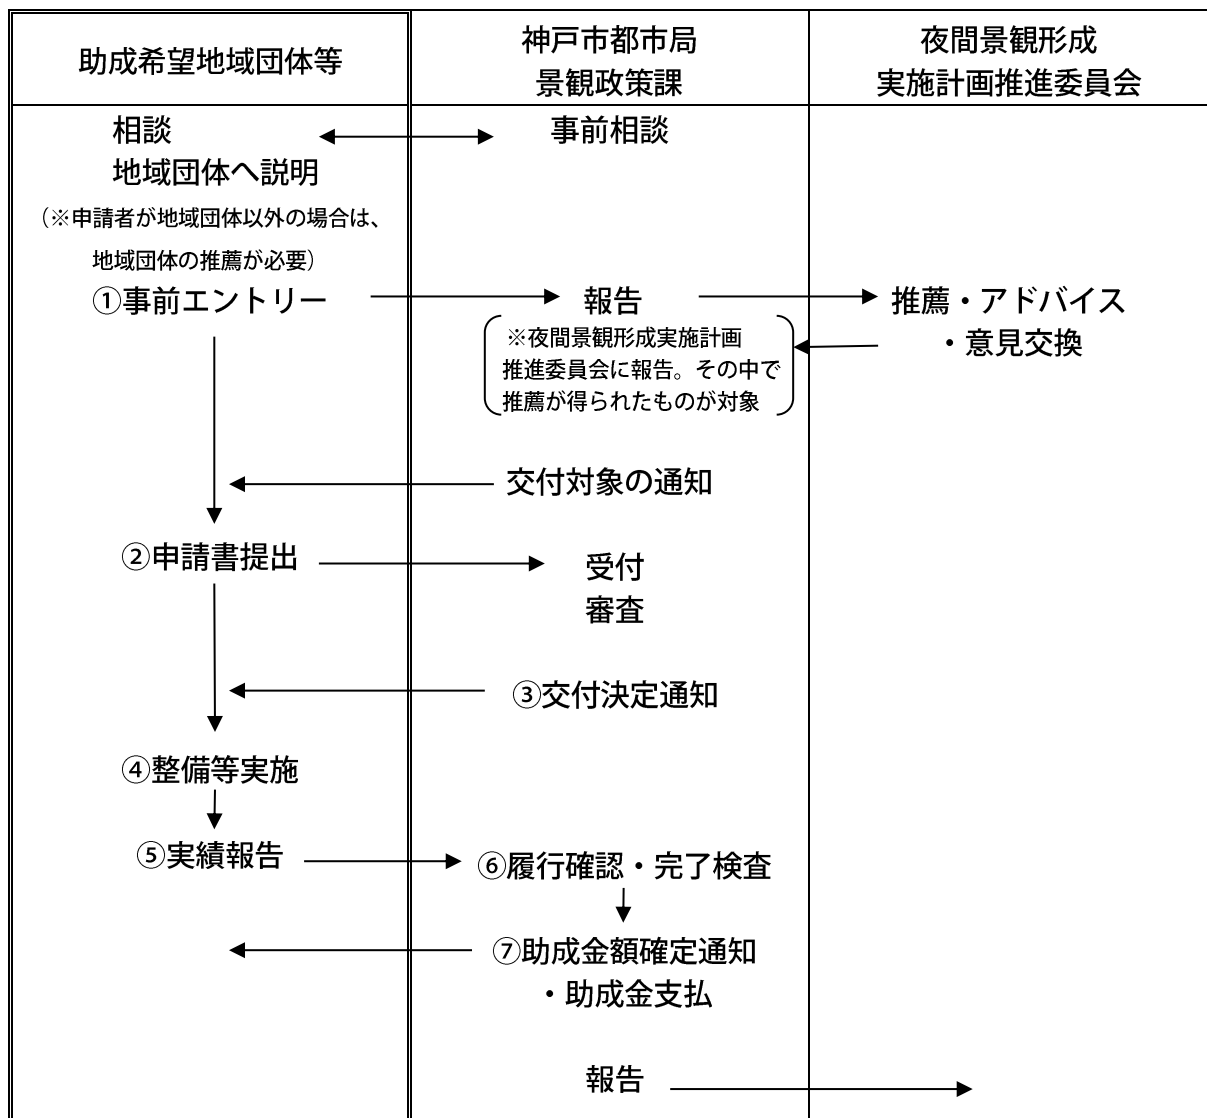 助成希望地域団体等
神戸市都市局
景観政策課
夜間景観形成
実施計画推進委員会
相談
事前相談
地域団体へ説明
（※申請者が地域団体以外の場合は、
地域団体の推薦が必要）
①事前エントリー
報告
推薦・アドバイス
・意見交換
※夜間景観形成実施計画
推進委員会に報告。その中で
推薦が得られたものが対象
交付対象の通知
②申請書提出
受付
審査
③交付決定通知
④整備等実施
⑤実績報告
⑥履行確認・完了検査
⑦助成金額確定通知
・助成金支払
報告